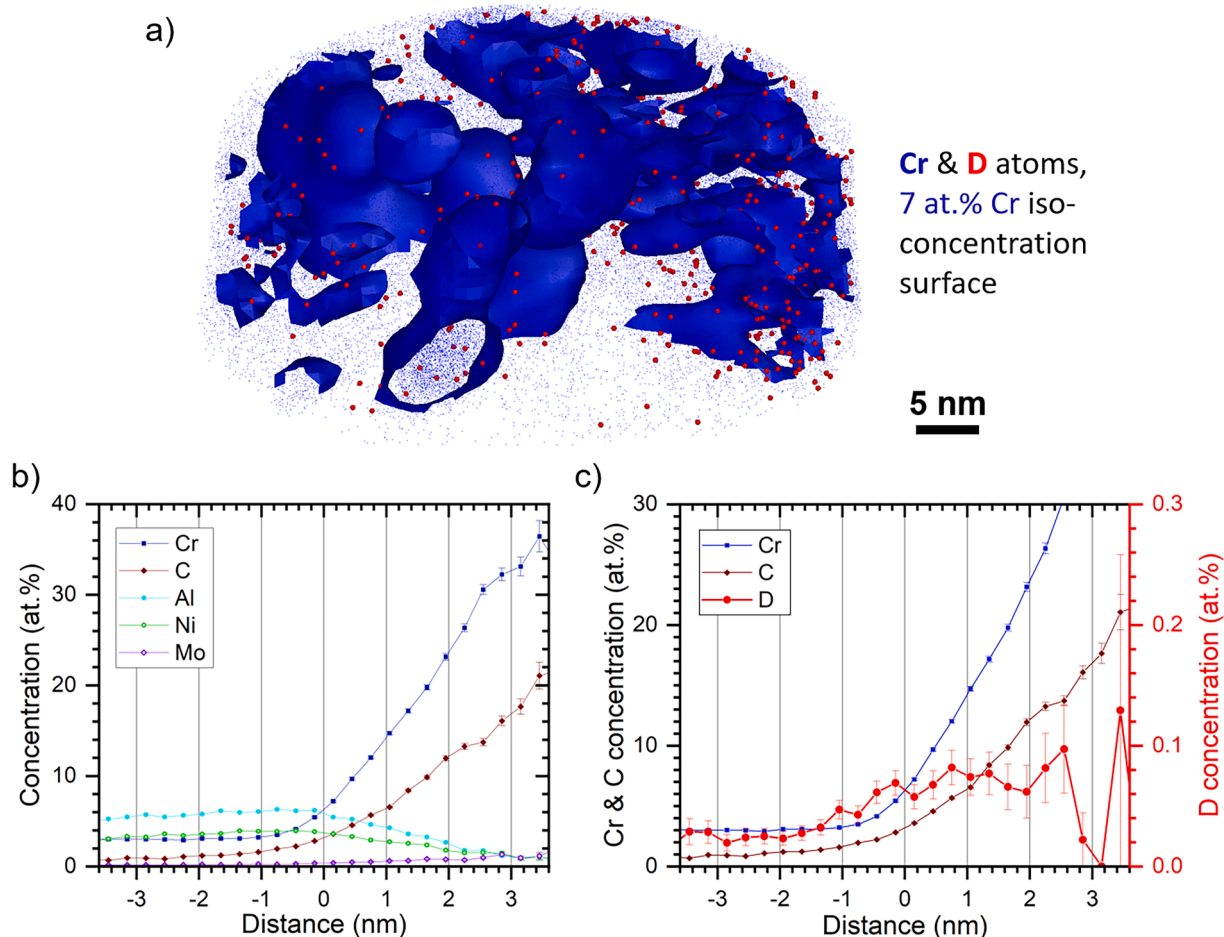 a)
Cr & D atoms,
7 at.% Cr iso-
concentration
surface
5 nm
b)
40
30
20
10
0
Concentration (at.%)
Cr
C
Al
Ni
Mo
-3 -2 -1 0 1 2 3
Distance (nm)
c)
30
20
10
0
Cr & C concentration (at.%)
Cr
C
D
0.3
0.2
0.1
0.0
D concentration (at.%)
-3 -2 -1 0 1 2 3
Distance (nm)